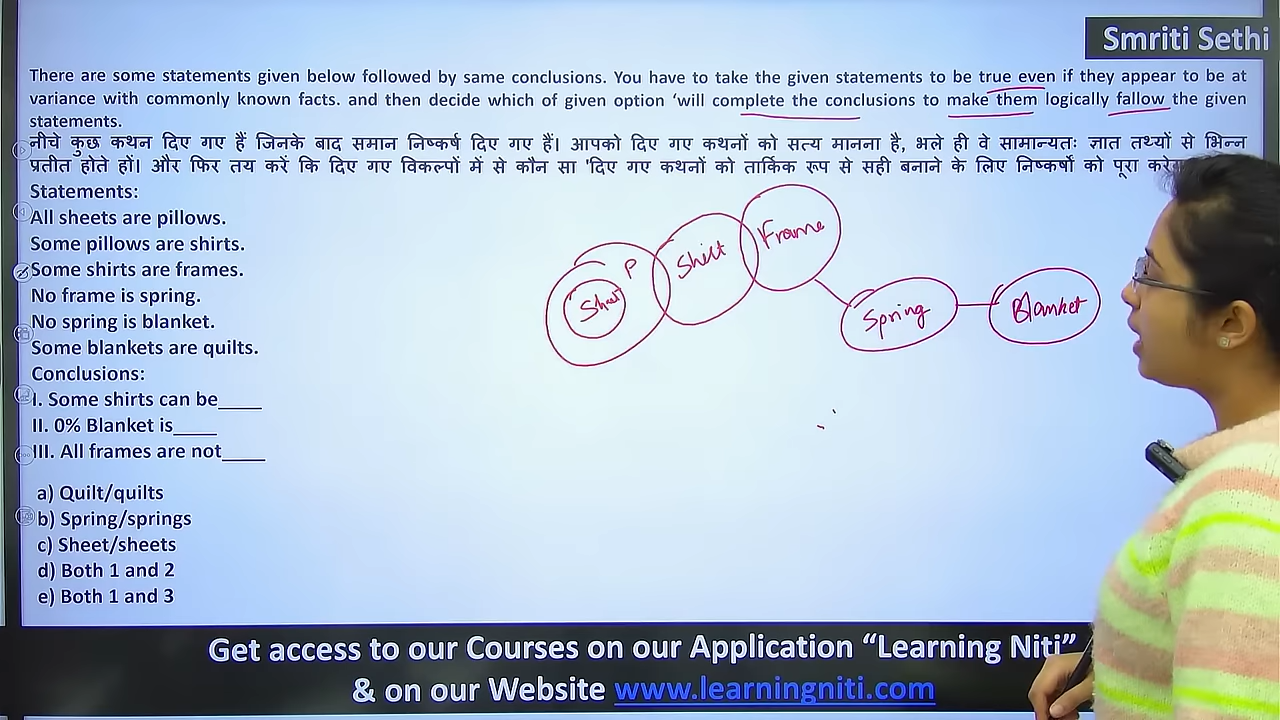 Smriti Sethi
There are some statements given below followed by same conclusions. You have to take the given statements to be true even if they appear to be at
variance with commonly known facts. and then decide which of given option ‘will complete the conclusions to make them logically fallow the given
statements.
नीचे कुछ कथन दिए गए हैं जिनके बाद समान निष्कर्ष दिए गए हैं। आपको दिए गए कथनों को सत्य मानना है, भले ही वे सामान्यतः ज्ञात तथ्यों से भिन्न
प्रतीत होते हों। और फिर तय करें कि दिए गए विकल्पों में से कौन सा 'दिए गए कथनों को तार्किक रूप से सही बनाने के लिए निष्कर्षों को पूरा
Statements:
All sheets are pillows.
Some pillows are shirts.
Some shirts are frames.
No frame is spring.
No spring is blanket.
Some blankets are quilts.
Conclusions:
I. Some shirts can be____
II. 0% Blanket is____
III. All frames are not____
a) Quilt/quilts
b) Spring/springs
c) Sheet/sheets
d) Both 1 and 2
e) Both 1 and 3
Sheet
P
Shirt
Frame
Spring
Blanket
Get access to our Courses on our Application “Learning Niti”
& on our Website www.learningniti.com